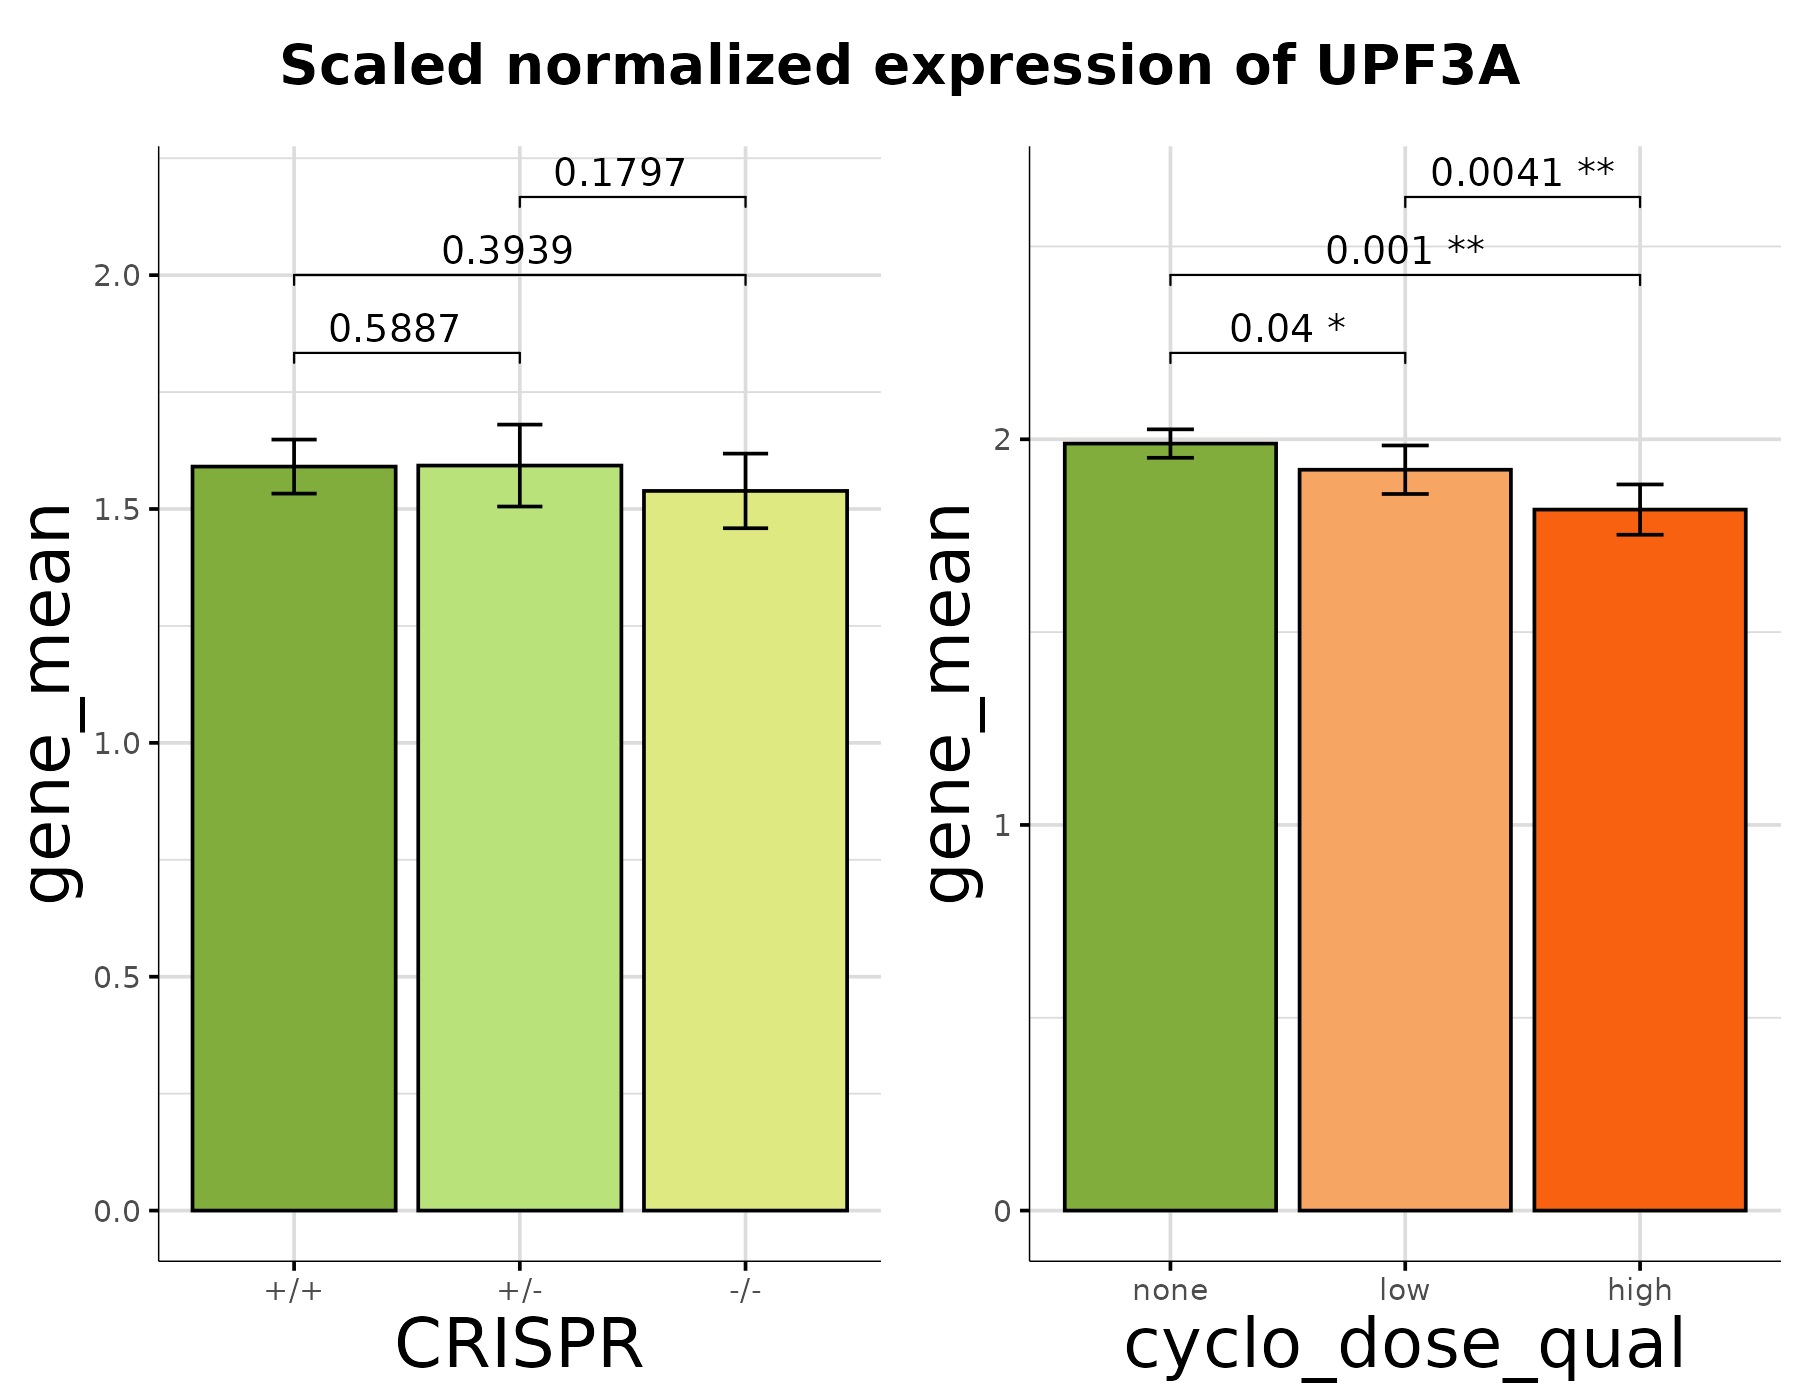 Scaled normalized expression of UPF3A
gene_mean
2.0
1.5
1.0
0.5
0.0
0.1797
0.3939
0.5887
+/+
+/-
-/-
CRISPR
gene_mean
2
1
0
0.0041 **
0.001 **
0.04 *
none
low
high
cyclo_dose_qual